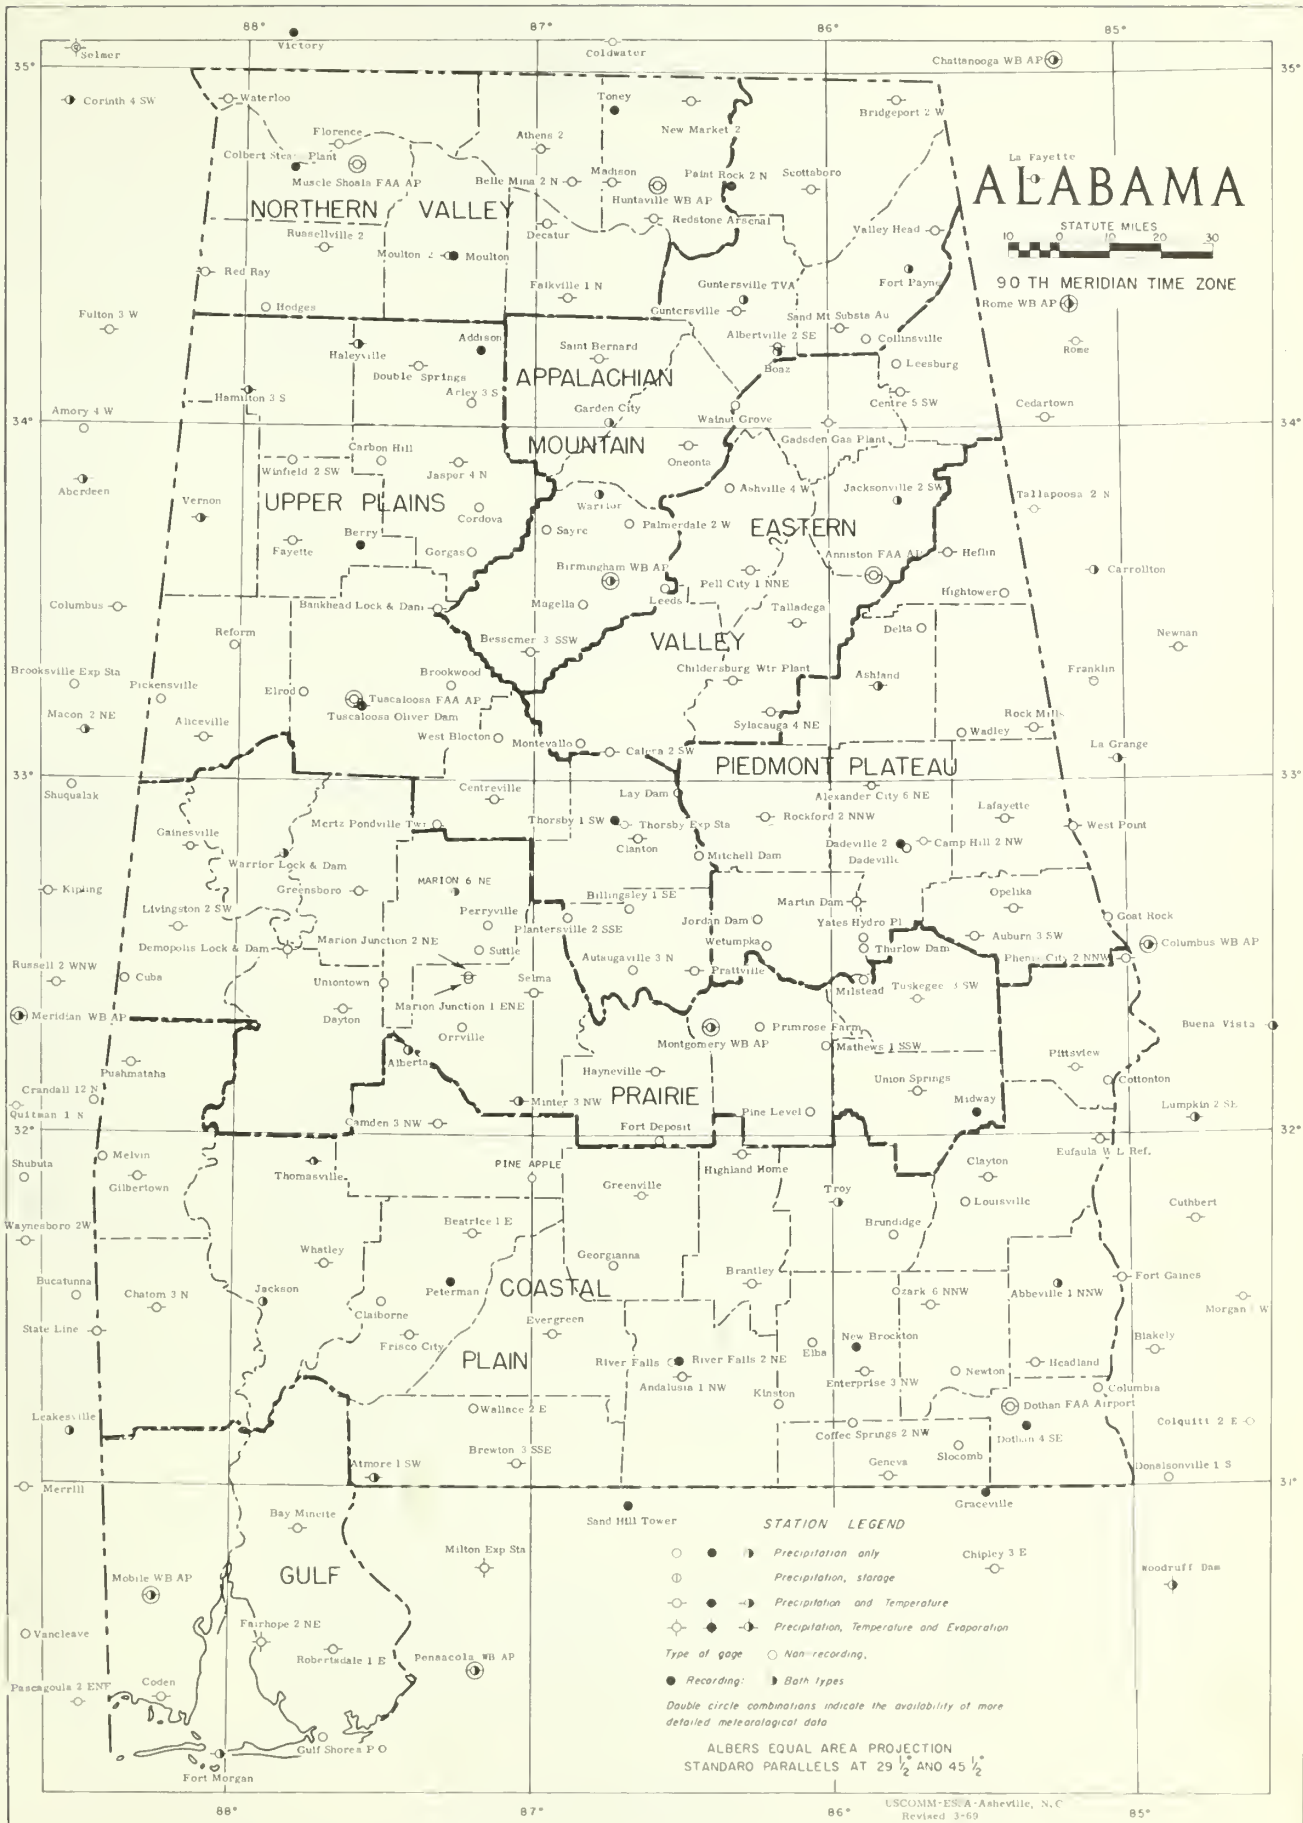 88° 87° 86° 85°
Selmer
Victory
Coldwater
Chattanooga WB AP
35° 35°
Corinth 4 SW
Waterloo
Toney
Bridgeport 2 W
Florence
Athens 2
New Market 2
La Fayette
Colbert Steam Plant
Muscle Shoals FAA AP
Belle Mina 2 N
Madison
Paint Rock 2 N
Scottsboro
ALABAMA
Huntsville WB AP
NORTHERN VALLEY
Redstone Arsenal
STATUTE MILES
10 0 10 20 30
Russellville 2
Decatur
Valley Head
Moulton 2
Moulton
Red Bay
Fort Payne
90 TH MERIDIAN TIME ZONE
Falkville 1 N
Guntersville TVA
Rome WB AP
Hodges
Guntersville
Fulton 3 W
Sand Mt Substa Au
Addison
Albertville 2 SE
Collinsville
Rome
Haleyville
Saint Bernard
Double Springs
Boaz
Leesburg
APPALACHIAN
Hamilton 3 S
Arley 3 S
Centre 5 SW
Amory 4 W
Garden City
Walnut Grove
Cedartown
34° 34°
Gadsden Gas Plant
MOUNTAIN
Carbon Hill
Winfield 2 SW
Jasper 4 N
Oneonta
Aberdeen
Ashville 4 W
Jacksonville 2 SW
Tallapoosa 2 N
Vernon
UPPER PLAINS
Warrior
Cordova
Palmerdale 2 W
EASTERN
Sayre
Berry
Fayette
Gorgas
Anniston FAA AP
Heflin
Birmingham WB AP
Pell City 1 NNE
Carrollton
Columbus
Bankhead Lock & Dam
Magella
Leeds
Hightower
Talladega
Reform
Bessemer 3 SSW
VALLEY
Delta
Newnan
Brooksville Exp Sta
Brookwood
Childersburg Wtr Plant
Ashland
Franklin
Pickensville
Elrod
Tuscaloosa FAA AP
Macon 2 NE
Tuscaloosa Oliver Dam
Sylacauga 4 NE
Rock Mills
Aliceville
West Blocton
Montevallo
Calera 2 SW
Wadley
La Grange
PIEDMONT PLATEAU
33° 33°
Shuqualak
Centreville
Lay Dam
Alexander City 6 NE
Lafayette
Mertz Pondville Twr
Thorsby 1 SW
Thorsby Exp Sta
Rockford 2 NNW
West Point
Gainesville
Clanton
Dadeville 2
Camp Hill 2 NW
Warrior Lock & Dam
Mitchell Dam
Dadeville
MARION 6 NE
Kipling
Greensboro
Billingsley 1 SE
Martin Dam
Opelika
Livingston 2 SW
Perryville
Jordan Dam
Yates Hydro Pl
Goat Rock
Plantersville 2 SSE
Demopolis Lock & Dam
Marion Junction 2 NE
Suttle
Wetumpka
Thurlow Dam
Auburn 3 SW
Columbus WB AP
Russell 2 WNW
Autaugaville 3 N
Phenix City 2 NNW
Cuba
Uniontown
Selma
Prattville
Milstead
Tuskegee 3 SW
Marion Junction 1 ENE
Meridian WB AP
Dayton
Orrville
Montgomery WB AP
Primrose Farm
Buena Vista
Alberta
Mathews 1 SSW
Pushmataha
Hayneville
Pittsview
Crandall 12 N
Union Springs
Cottonton
PRAIRIE
Quitman 1 N
Minter 3 NW
Pine Level
Midway
Lumpkin 2 SE
Camden 3 NW
Fort Deposit
32° 32°
Shubuta
Melvin
PINE APPLE
Highland Home
Eufaula W L Ref.
Gilbertown
Thomasville
Clayton
Greenville
Troy
Louisville
Cuthbert
Waynesboro 2W
Beatrice 1 E
Brundidge
Whatley
Georgianna
Bucatunna
Chatom 3 N
Jackson
Peterman
COASTAL
Brantley
Fort Gaines
Ozark 6 NNW
Abbeville 1 NNW
Claiborne
Evergreen
State Line
Frisco City
Elba
New Brockton
Blakely
PLAIN
River Falls
River Falls 2 NE
Enterprise 3 NW
Newton
Headland
Andalusia 1 NW
Kinston
Columbia
Leakesville
Wallace 2 E
Dothan FAA Airport
Coffee Springs 2 NW
Dothan 4 SE
Colquitt 2 E
Brewton 3 SSE
Slocomb
Atmore 1 SW
Geneva
Donalsonville 1 S
31°
Merrill
Graceville
Bay Minette
Sand Hill Tower
STATION LEGEND
Milton Exp Sta
Precipitation only
Chipley 3 E
GULF
Precipitation, storage
Woodruff Dam
Mobile WB AP
Precipitation and Temperature
Fairhope 2 NE
Precipitation, Temperature and Evaporation
Vancleave
Robertsdale 1 E
Pensacola WB AP
Type of gage Non-recording,
Recording: Both types
Pascagoula 2 ENE
Coden
Double circle combinations indicate the availability of more
detailed meteorological data
Gulf Shores P O
ALBERS EQUAL AREA PROJECTION
Fort Morgan
STANDARD PARALLELS AT 29 ½° AND 45 ½°
USCOMM-ESSA-Asheville, N.C
Revised 3-69
88° 87° 86° 85°